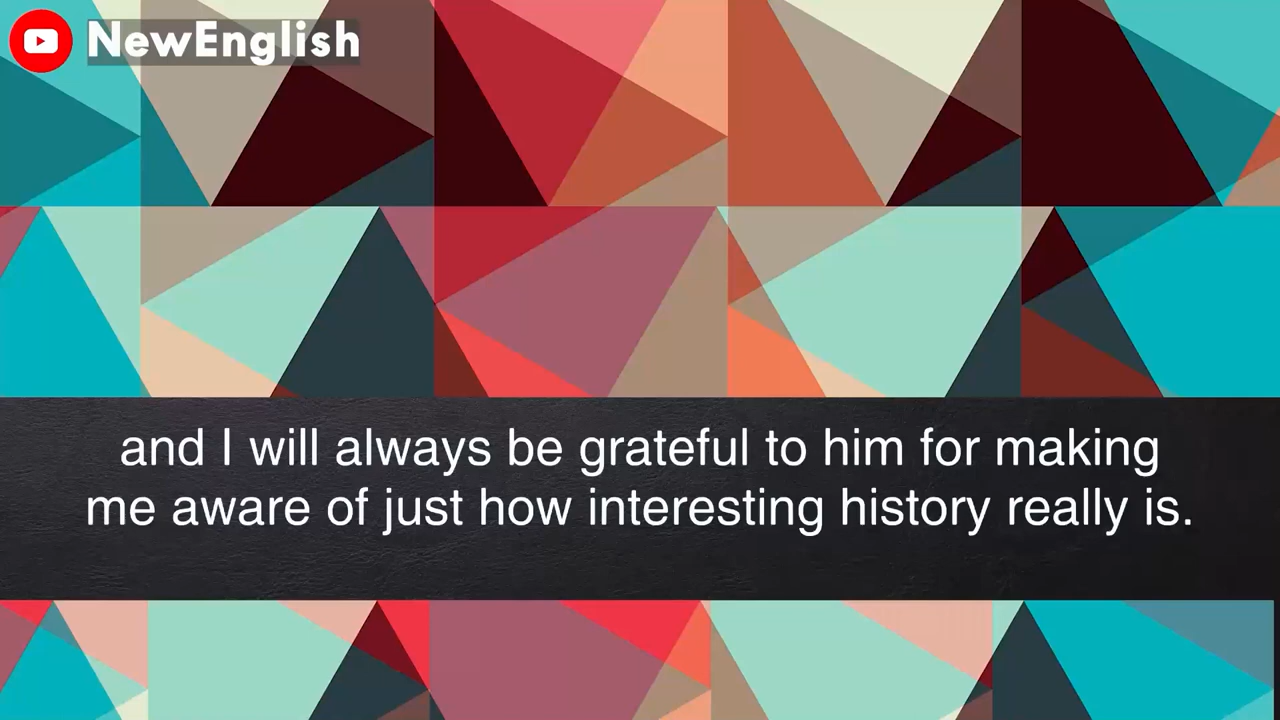 NewEnglish
and I will always be grateful to him for making
me aware of just how interesting history really is.